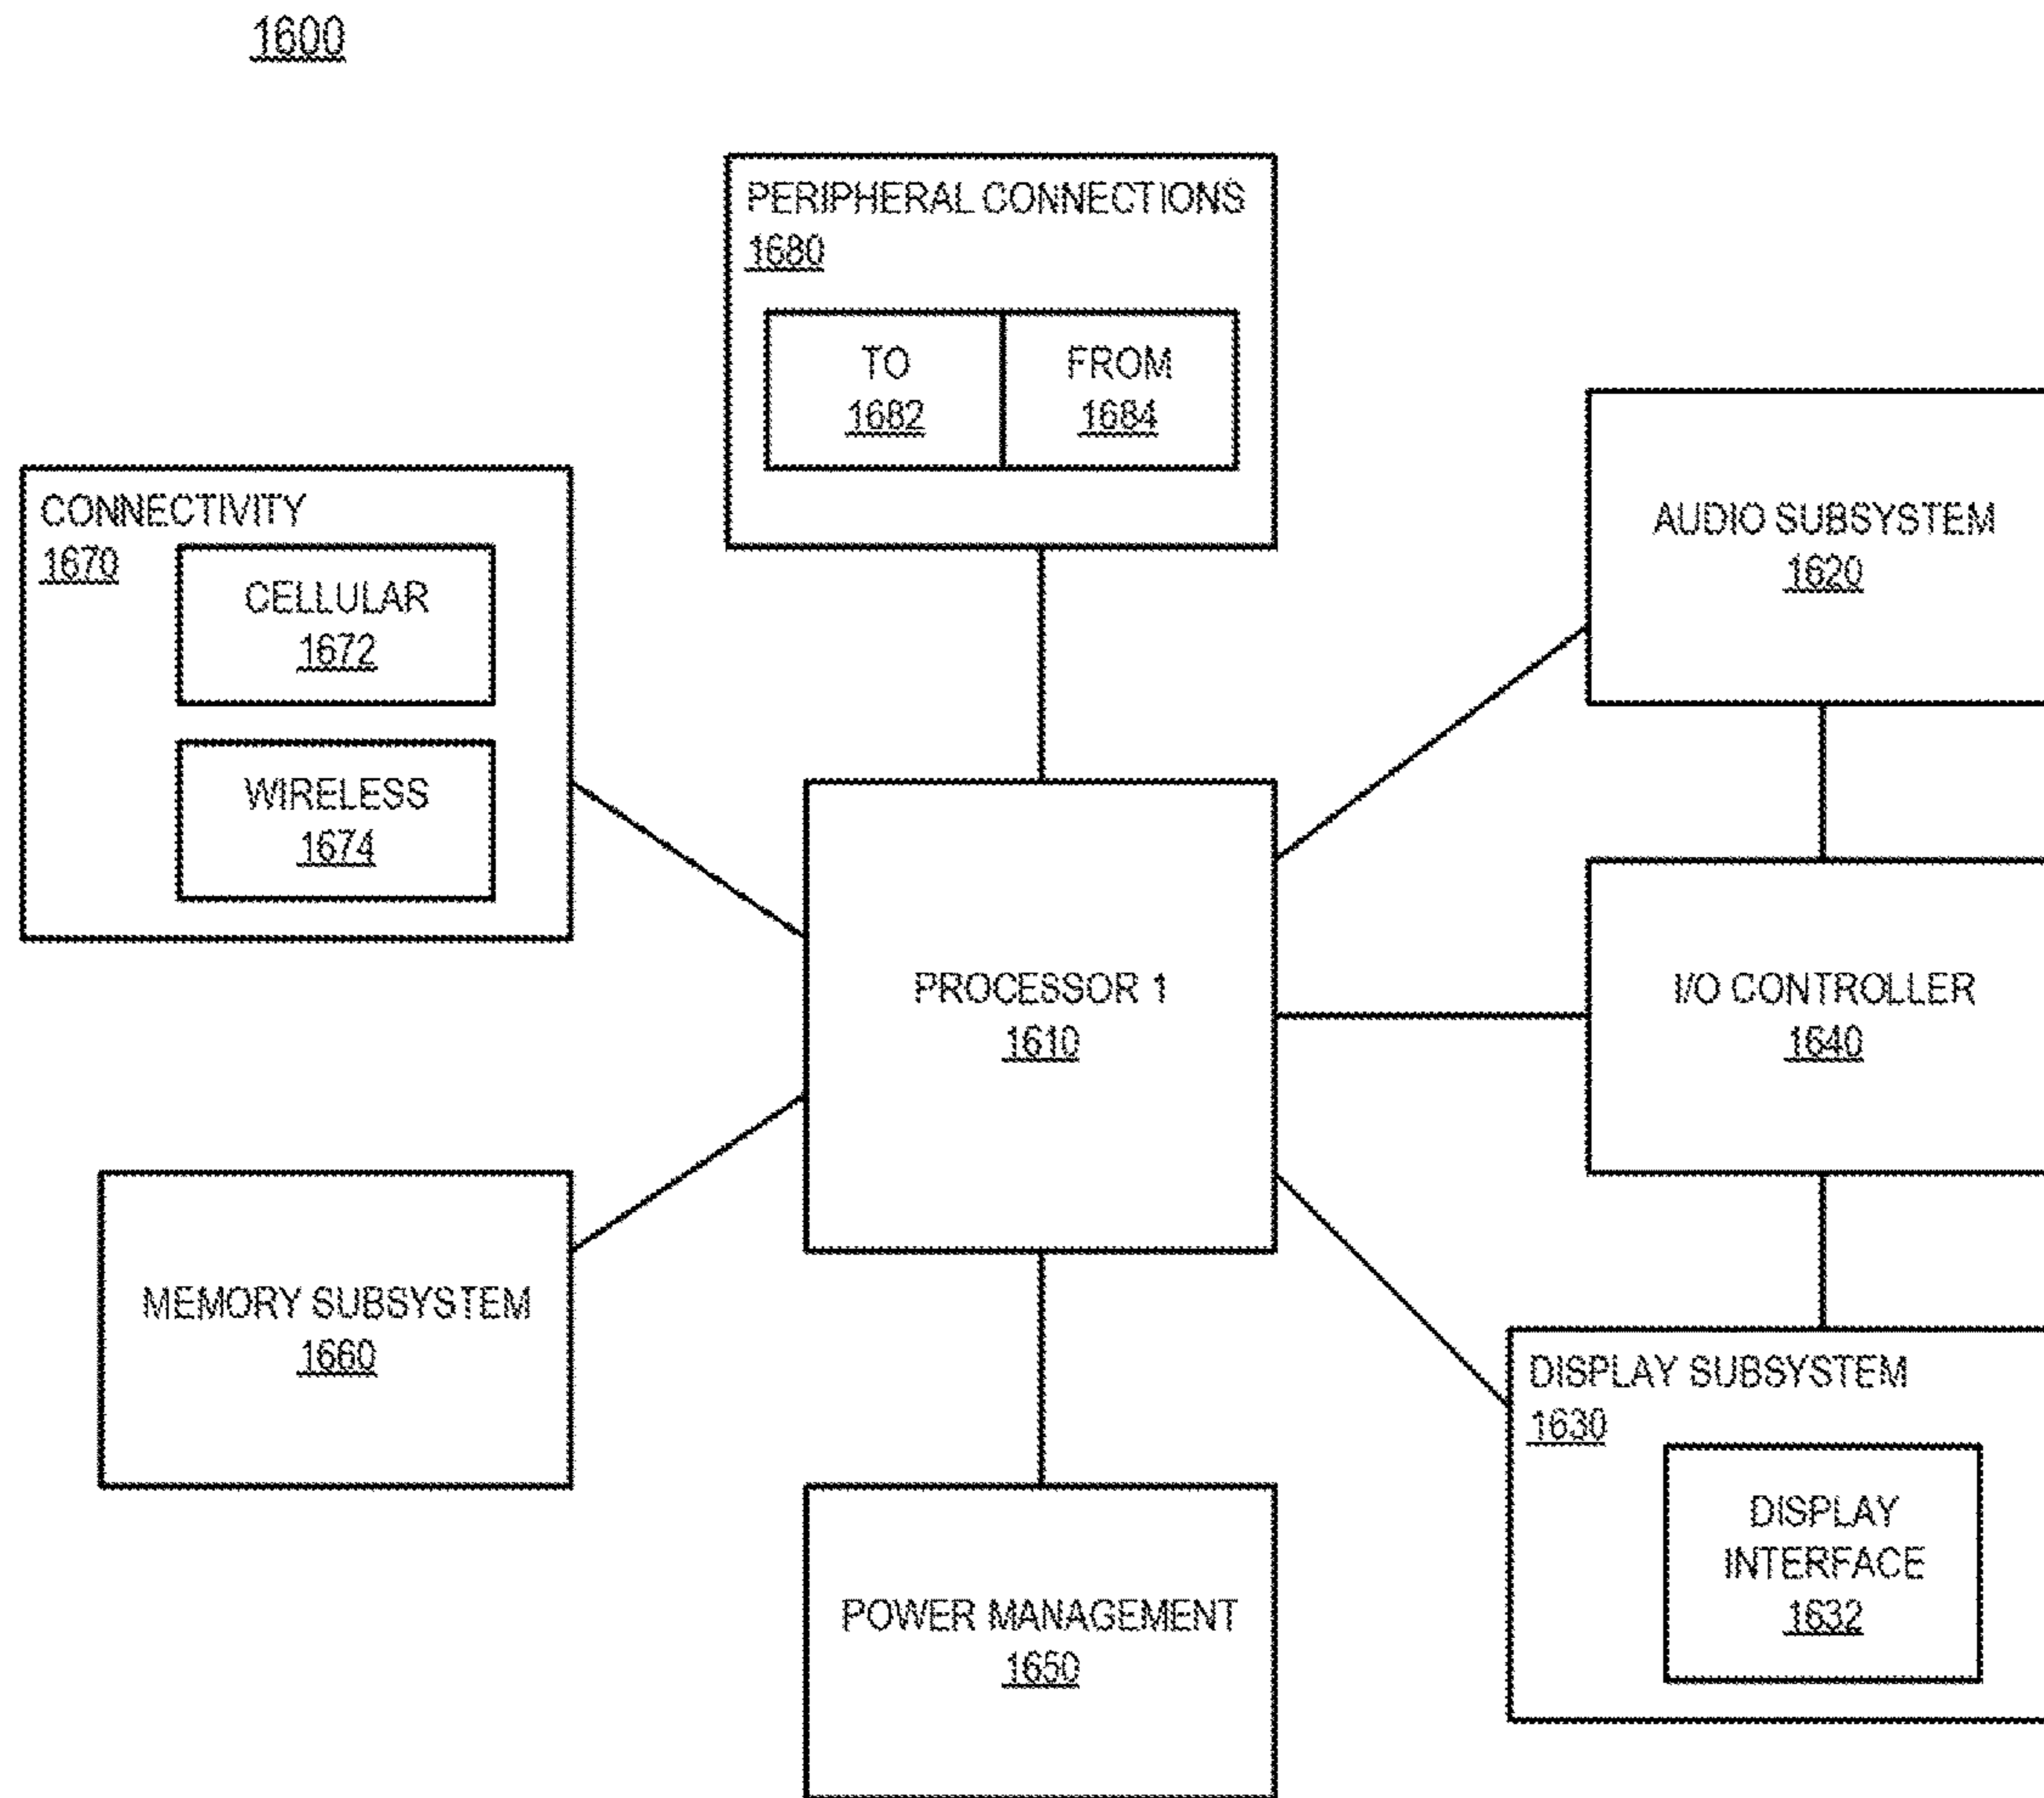 1600
PERIPHERAL CONNECTIONS
1680
TO
1682
FROM
1684
CONNECTIVITY
1670
CELLULAR
1672
WIRELESS
1674
AUDIO SUBSYSTEM
1620
PROCESSOR 1
1610
I/O CONTROLLER
1640
MEMORY SUBSYSTEM
1660
DISPLAY SUBSYSTEM
1630
DISPLAY
INTERFACE
1632
POWER MANAGEMENT
1650